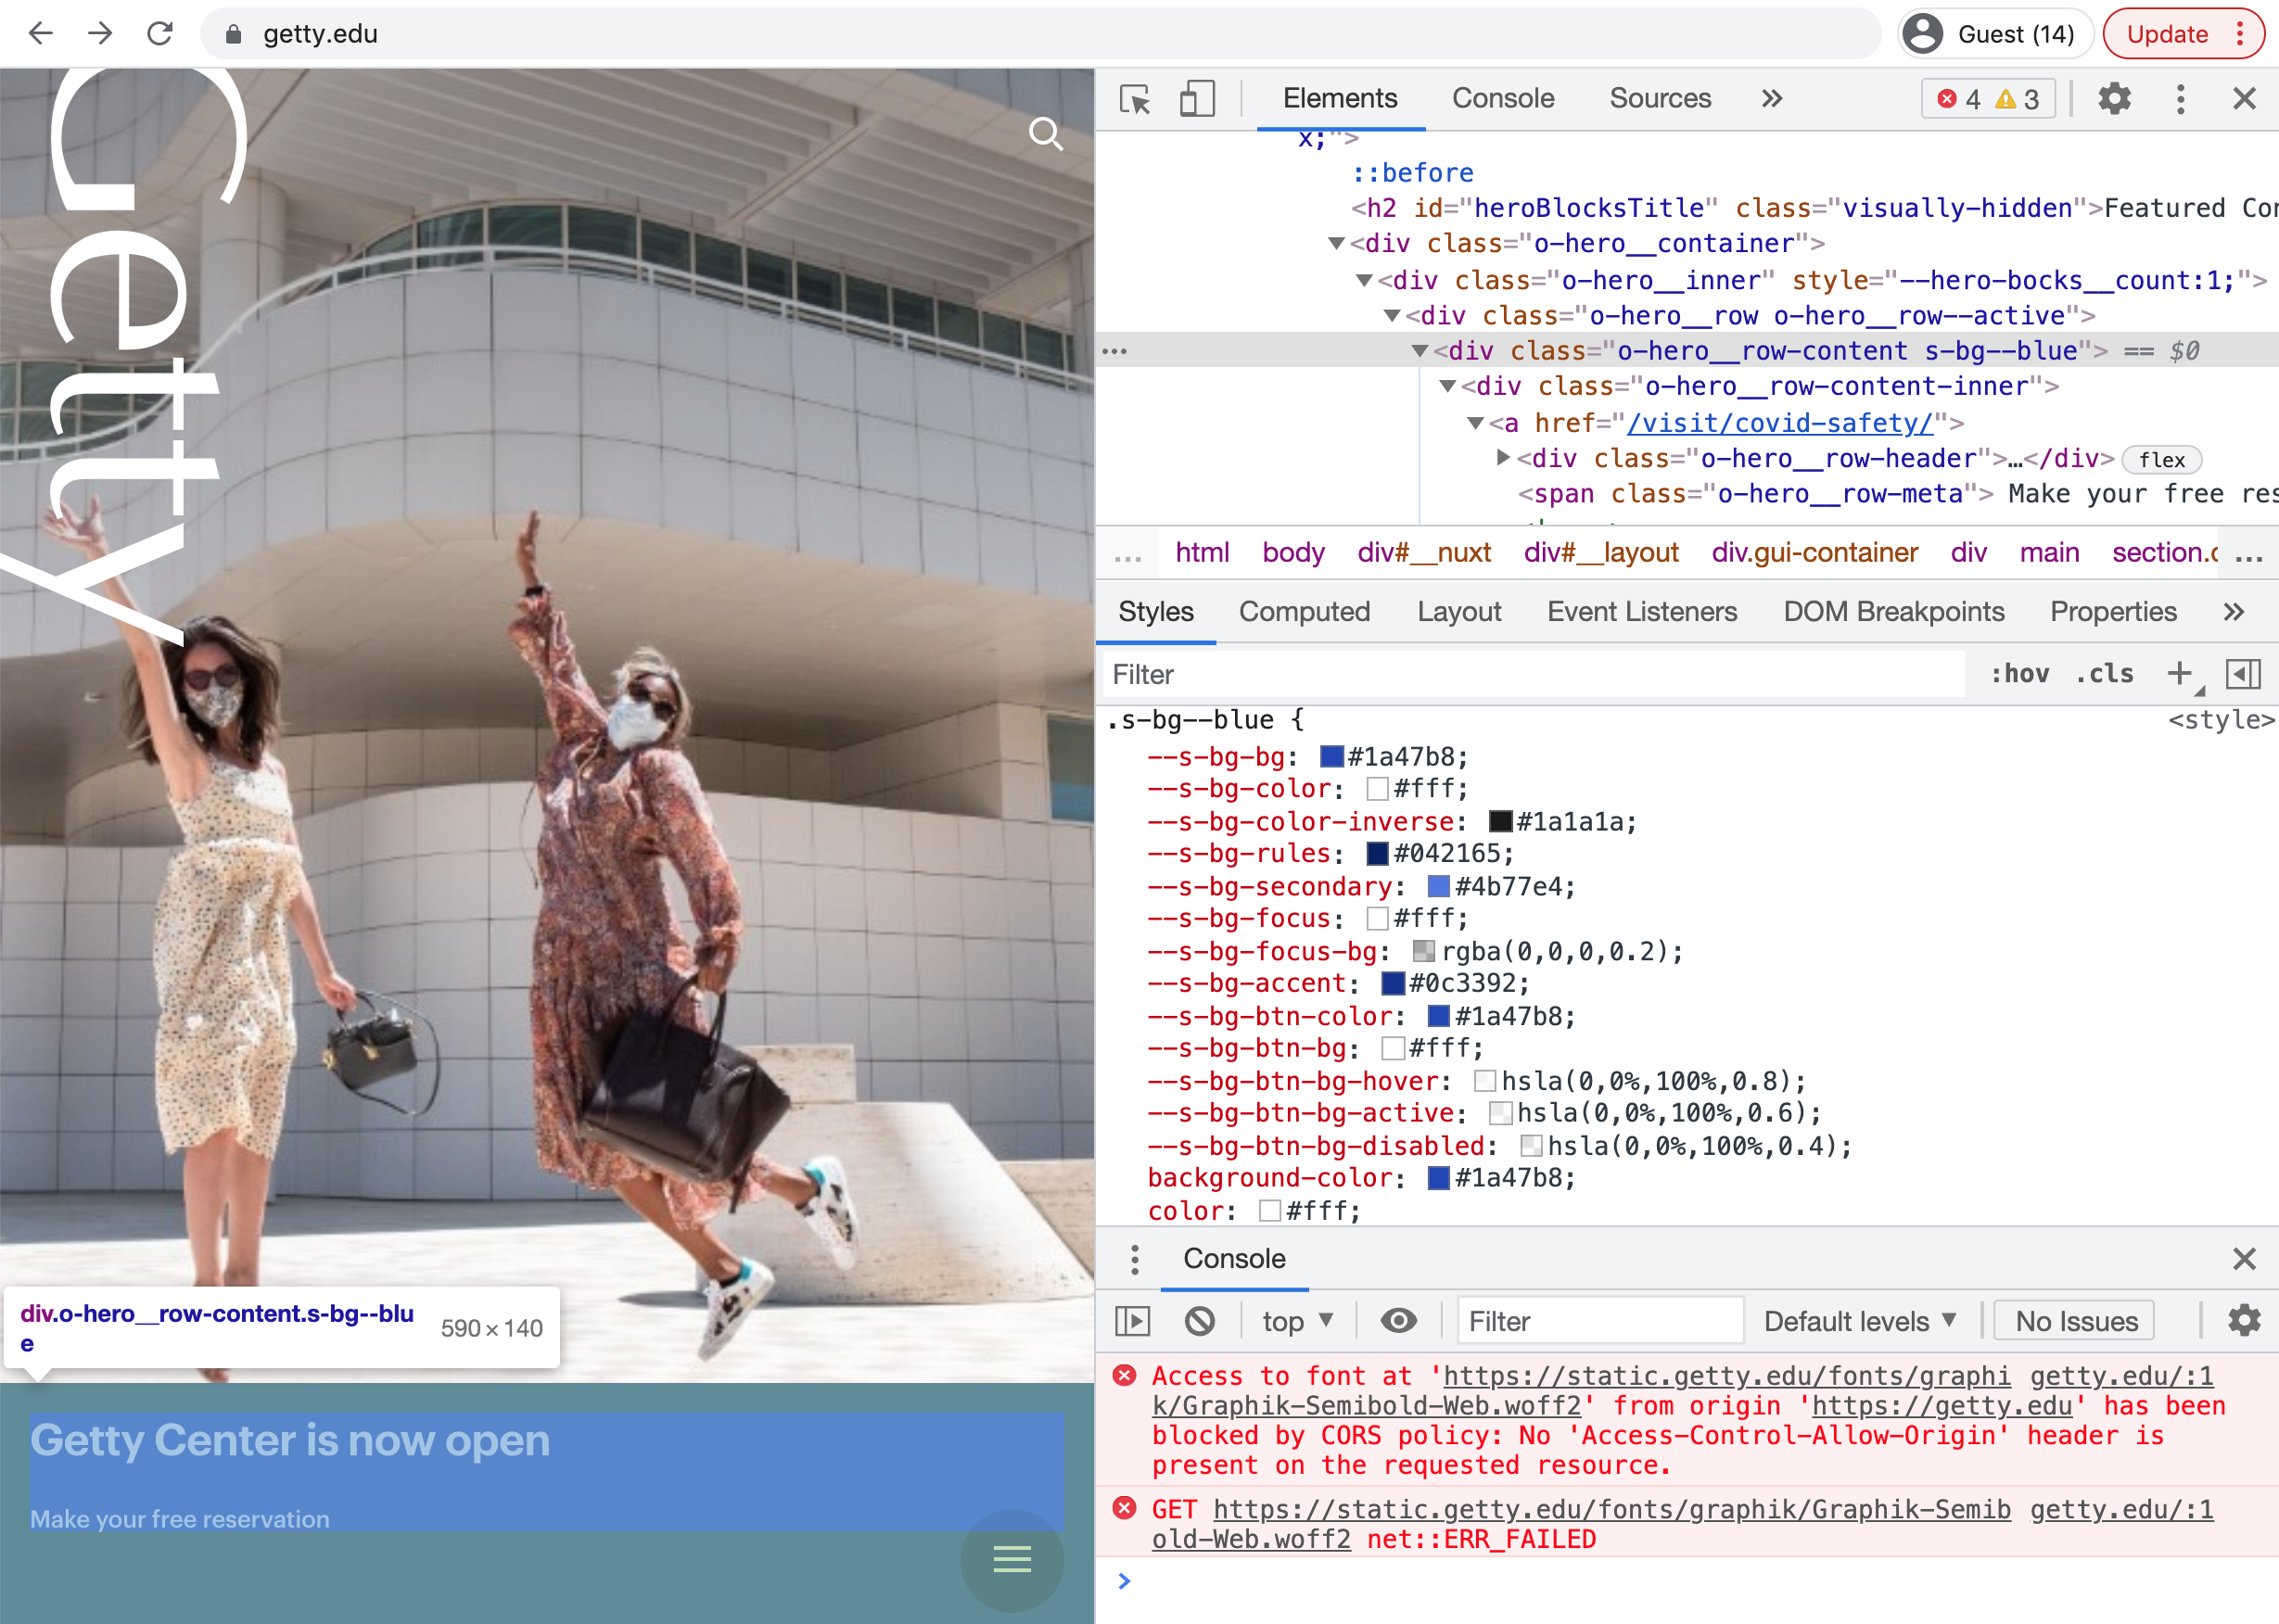 getty.edu
Guest (14)
Update
Getty
div.o-hero__row-content.s-bg--blu
e
590 × 140
Getty Center is now open
Make your free reservation
Elements
Console
Sources
4
3
x;">
::before
<h2 id="heroBlocksTitle" class="visually-hidden">Featured Con
<div class="o-hero__container">
<div class="o-hero__inner" style="--hero-bocks__count:1;">
<div class="o-hero__row o-hero__row--active">
<div class="o-hero__row-content s-bg--blue"> == $0
<div class="o-hero__row-content-inner">
<a href="/visit/covid-safety/">
<div class="o-hero__row-header">…</div> flex
<span class="o-hero__row-meta"> Make your free res
... html body div#__nuxt div#__layout div.gui-container div main section.o ...
Styles Computed Layout Event Listeners DOM Breakpoints Properties
Filter :hov .cls
.s-bg--blue { <style>
--s-bg-bg: #1a47b8;
--s-bg-color: #fff;
--s-bg-color-inverse: #1a1a1a;
--s-bg-rules: #042165;
--s-bg-secondary: #4b77e4;
--s-bg-focus: #fff;
--s-bg-focus-bg: rgba(0,0,0,0.2);
--s-bg-accent: #0c3392;
--s-bg-btn-color: #1a47b8;
--s-bg-btn-bg: #fff;
--s-bg-btn-bg-hover: hsla(0,0%,100%,0.8);
--s-bg-btn-bg-active: hsla(0,0%,100%,0.6);
--s-bg-btn-bg-disabled: hsla(0,0%,100%,0.4);
background-color: #1a47b8;
color: #fff;
Console
top Filter Default levels No Issues
Access to font at 'https://static.getty.edu/fonts/graphi getty.edu/:1
k/Graphik-Semibold-Web.woff2' from origin 'https://getty.edu' has been
blocked by CORS policy: No 'Access-Control-Allow-Origin' header is
present on the requested resource.
GET https://static.getty.edu/fonts/graphik/Graphik-Semib getty.edu/:1
old-Web.woff2 net::ERR_FAILED